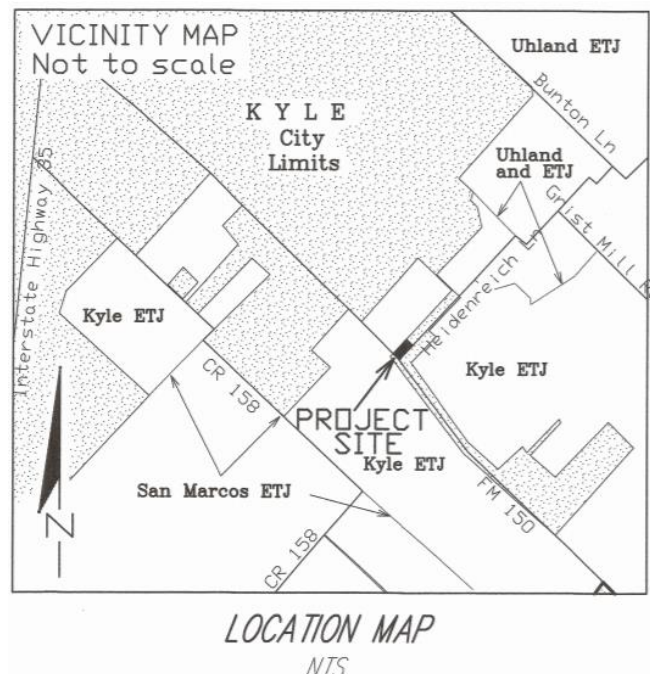 VICINITY MAP
Not to scale
Uhland ETJ
Bunton Ln
K Y L E
City
Limits
Uhland
and ETJ
Grist Mill R
Interstate Highway 35
Heidenreich Ln
Kyle ETJ
Kyle ETJ
CR 158
PROJECT
SITE
Kyle ETJ
San Marcos ETJ
FM 150
CR 158
N
LOCATION MAP
NTS